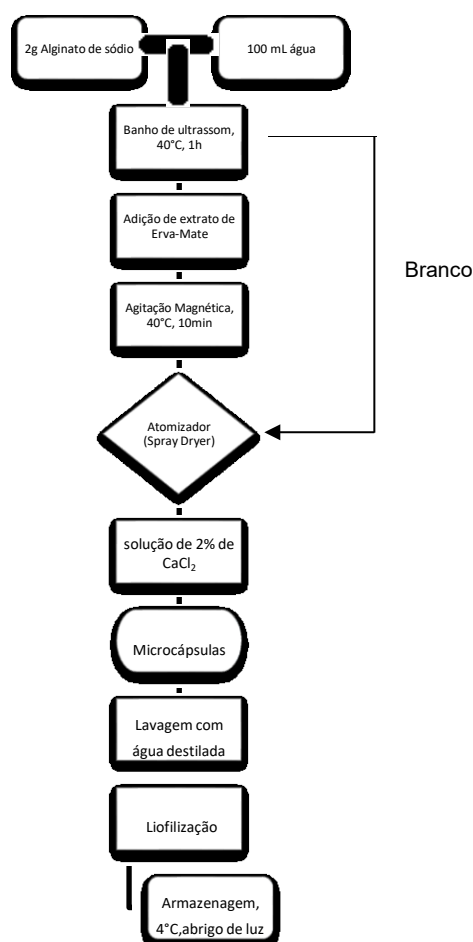 2g Alginato de sódio
100 mL água
Banho de ultrassom,
40°C, 1h
Adição de extrato de
Erva-Mate
Agitação Magnética,
40°C, 10min
Branco
Atomizador
(Spray Dryer)
solução de 2% de
CaCl₂
Microcápsulas
Lavagem com
água destilada
Liofilização
Armazenagem,
4°C,abrigo de luz